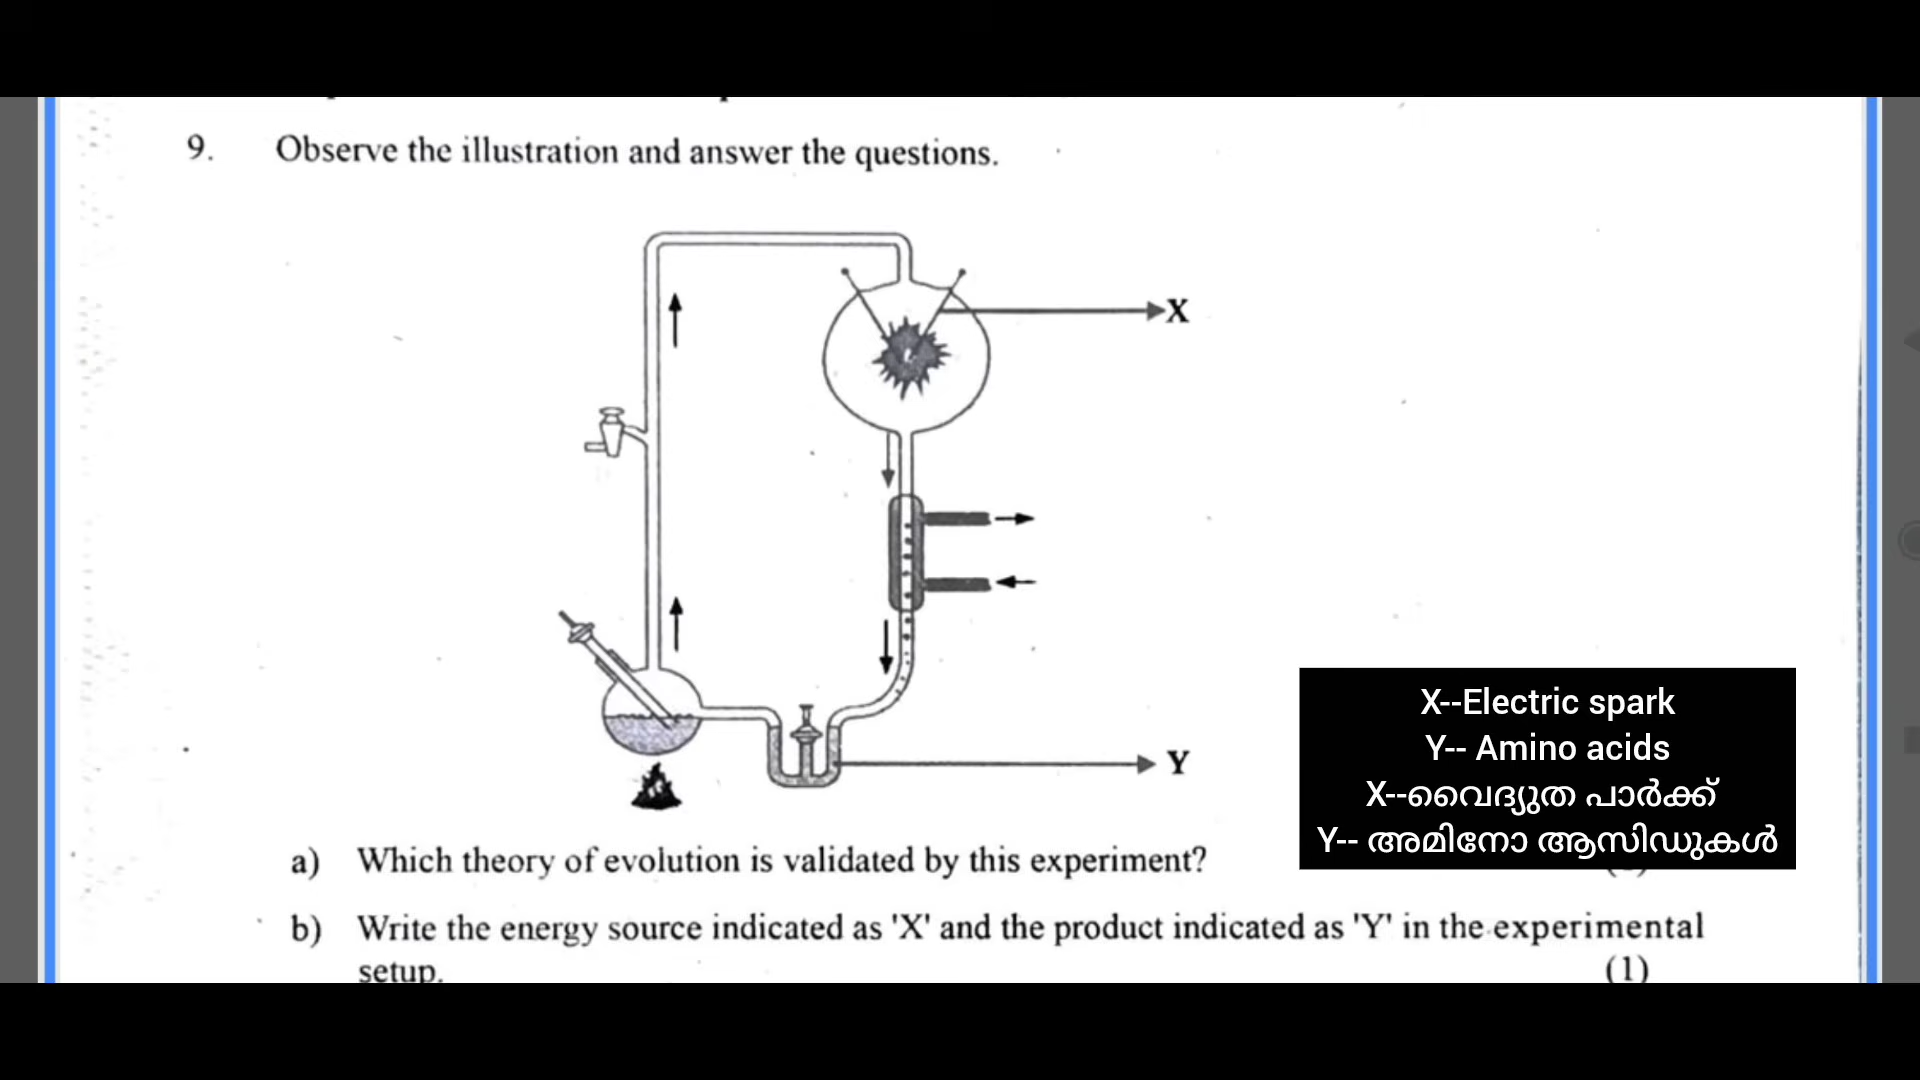 9. Observe the illustration and answer the questions.
X
Y
X--Electric spark
Y-- Amino acids
X--വൈദ്യുത പാർക്ക്
Y-- അമിനോ ആസിഡുകൾ
a) Which theory of evolution is validated by this experiment?
b) Write the energy source indicated as 'X' and the product indicated as 'Y' in the experimental
setup. (1)